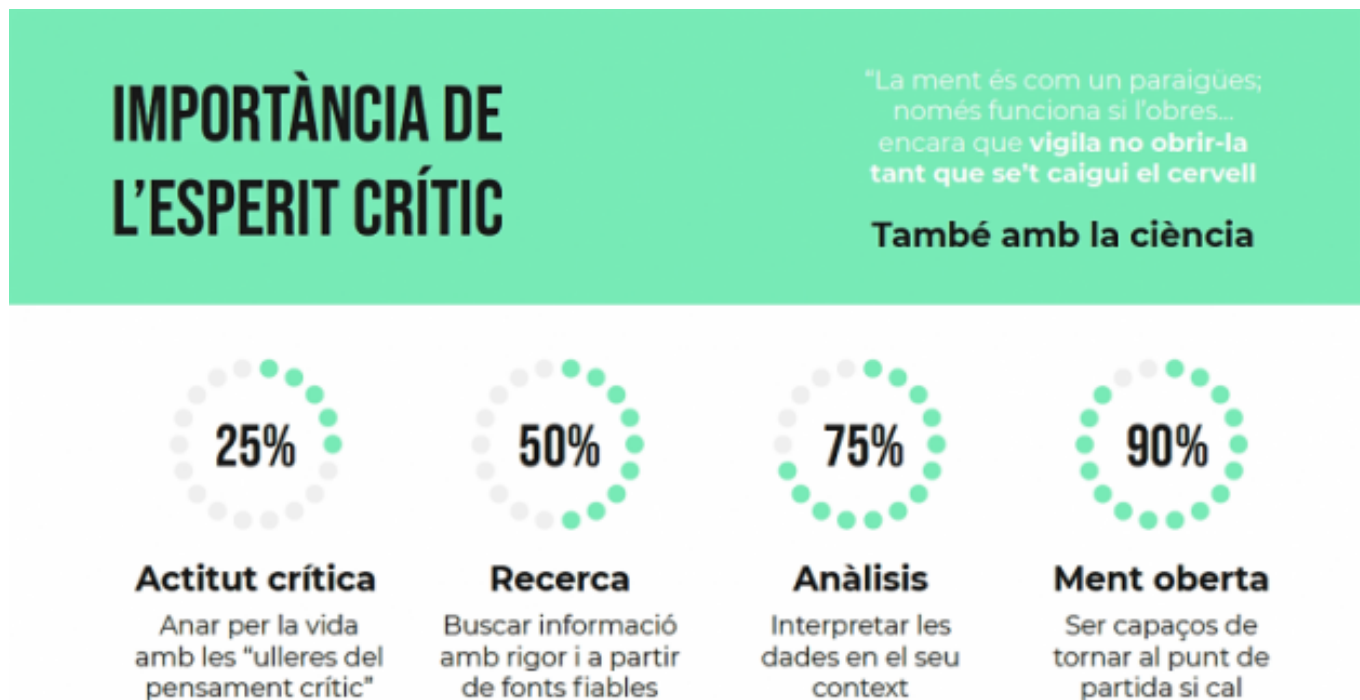 IMPORTÀNCIA DE
L’ESPERIT CRÍTIC
“La ment és com un paraigües;
només funciona si l’obres...
encara que vigila no obrir-la
tant que se’t caigui el cervell
També amb la ciència
25%
50%
75%
90%
Actitut crítica
Anar per la vida
amb les “ulleres del
pensament crític”
Recerca
Buscar informació
amb rigor i a partir
de fonts fiables
Anàlisis
Interpretar les
dades en el seu
context
Ment oberta
Ser capaços de
tornar al punt de
partida si cal